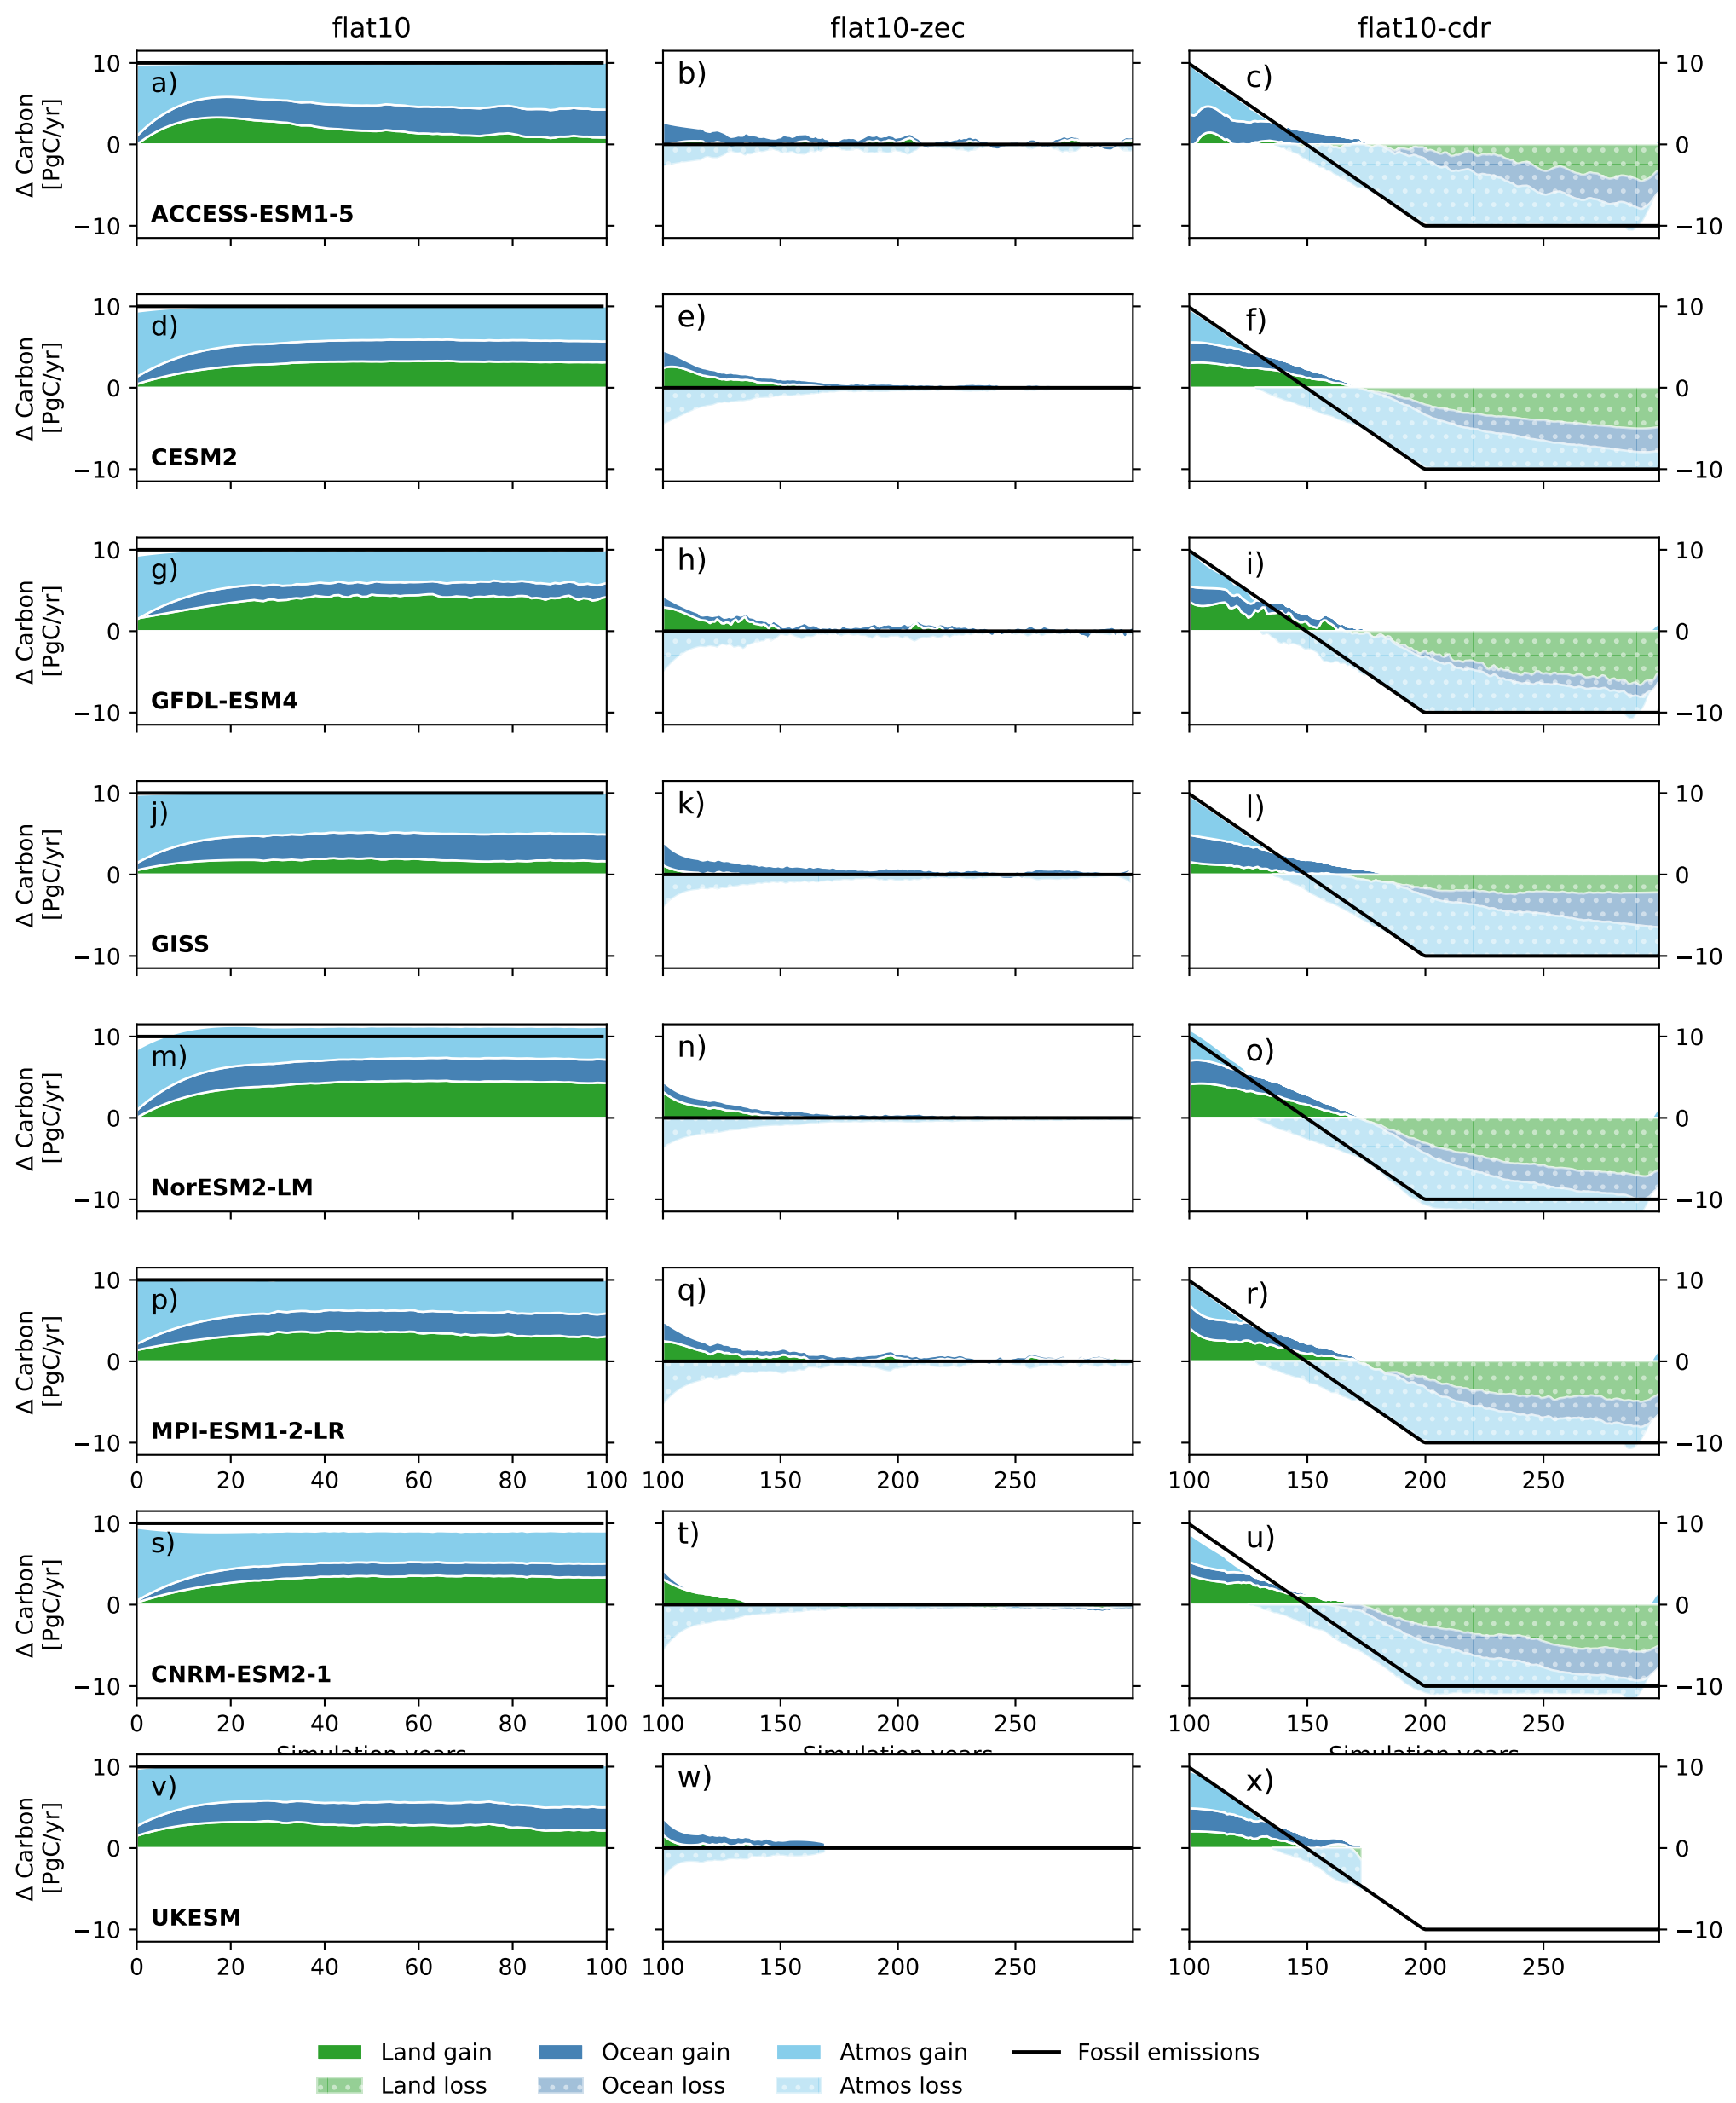 flat10 flat10-zec flat10-cdr
10 a) b) c) 10
Δ Carbon
[PgC/yr]
0 0
ACCESS-ESM1-5
−10 −10
10 d) e) f) 10
Δ Carbon
[PgC/yr]
0 0
CESM2
−10 −10
10 g) h) i) 10
Δ Carbon
[PgC/yr]
0 0
GFDL-ESM4
−10 −10
10 j) k) l) 10
Δ Carbon
[PgC/yr]
0 0
GISS
−10 −10
10 m) n) o) 10
Δ Carbon
[PgC/yr]
0 0
NorESM2-LM
−10 −10
10 p) q) r) 10
Δ Carbon
[PgC/yr]
0 0
MPI-ESM1-2-LR
−10 −10
0 20 40 60 80 100 100 150 200 250 100 150 200 250
10 s) t) u) 10
Δ Carbon
[PgC/yr]
0 0
CNRM-ESM2-1
−10 −10
0 20 40 60 80 100 100 150 200 250 100 150 200 250
Simulation years Simulation years Simulation years
10 v) w) x) 10
Δ Carbon
[PgC/yr]
0 0
UKESM
−10 −10
0 20 40 60 80 100 100 150 200 250 100 150 200 250
Land gain Ocean gain Atmos gain Fossil emissions
Land loss Ocean loss Atmos loss